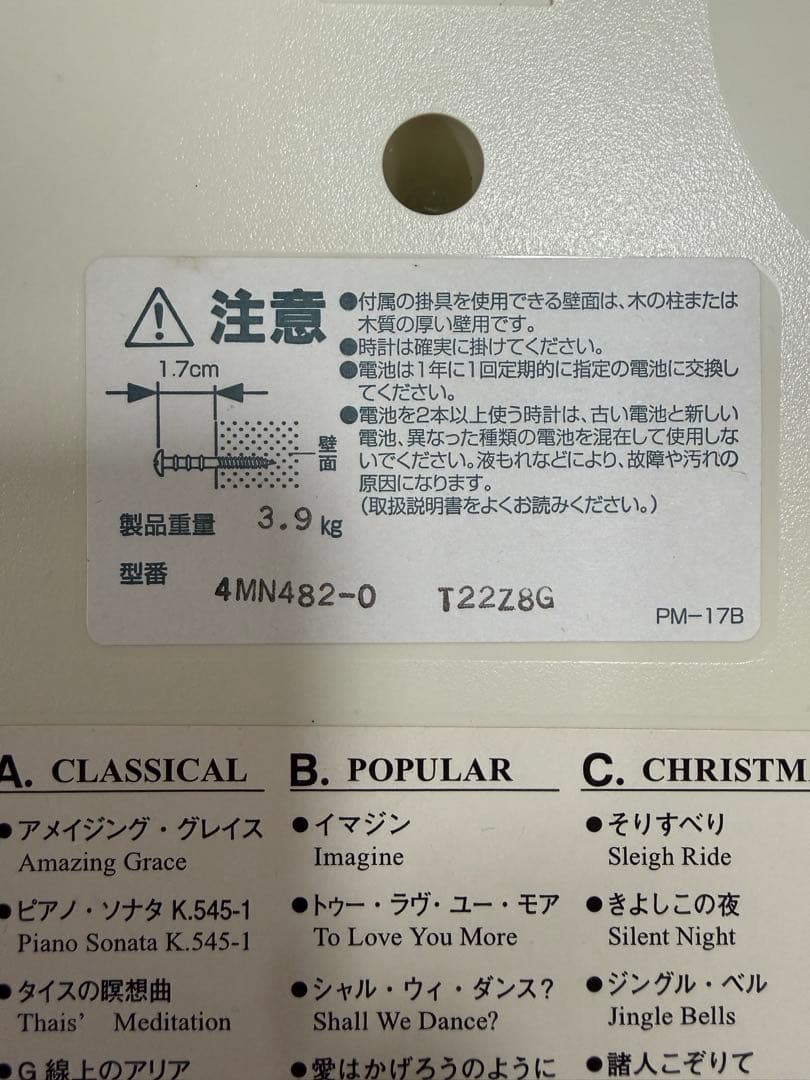 注意
1.7cm
壁面
製品重量 3.9kg
型番 4MN482-0 T22Z8G
●付属の掛具を使用できる壁面は、木の柱または
木質の厚い壁用です。
●時計は確実に掛けてください。
●電池は1年に1回定期的に指定の電池に交換し
てください。
●電池を2本以上使う時計は、古い電池と新しい
電池、異なった種類の電池を混在して使用しな
いでください。液もれなどにより、故障や汚れの
原因になります。
(取扱説明書をよくお読みください。)
PM-17B
A. CLASSICAL
●アメイジング・グレイス
Amazing Grace
●ピアノ・ソナタ K.545-1
Piano Sonata K.545-1
●タイスの瞑想曲
Thais' Meditation
●G 線上のアリア
B. POPULAR
●イマジン
Imagine
●トゥー・ラヴ・ユー・モア
To Love You More
●シャル・ウィ・ダンス?
Shall We Dance?
●愛はかげろうのように
C. CHRISTM
●そりすべり
Sleigh Ride
●きよしこの夜
Silent Night
●ジングル・ベル
Jingle Bells
●諸人こぞりて